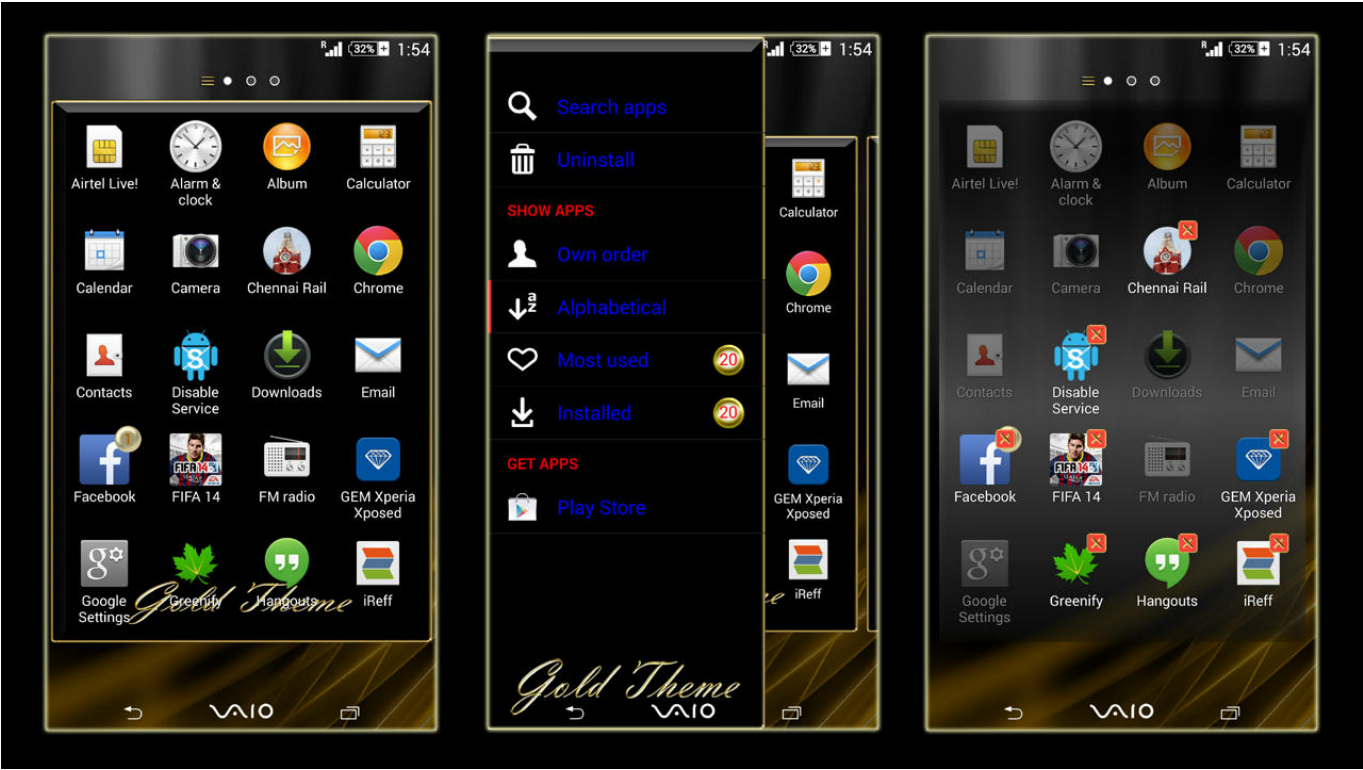 R 32% 1:54
23
Airtel Live! Alarm & Album Calculator
clock
Calendar Camera Chennai Rail Chrome
S
Contacts Disable Downloads Email
Service
1
f FIFA14
Facebook FIFA 14 FM radio GEM Xperia
Xposed
g
Google Greenify Hangouts iReff
Settings
Gold Theme
VAIO
R 32% 1:54
Search apps
Uninstall
SHOW APPS
Own order
a
z Alphabetical
Most used 20
Installed 20
GET APPS
Play Store
Calculator
Chrome
Email
GEM Xperia
Xposed
iReff
e
Gold Theme
VAIO
R 32% 1:54
23
Airtel Live! Alarm & Album Calculator
clock
Calendar Camera Chennai Rail Chrome
S
Contacts Disable Downloads Email
Service
f FIFA14
Facebook FIFA 14 FM radio GEM Xperia
Xposed
g
Google Greenify Hangouts iReff
Settings
VAIO